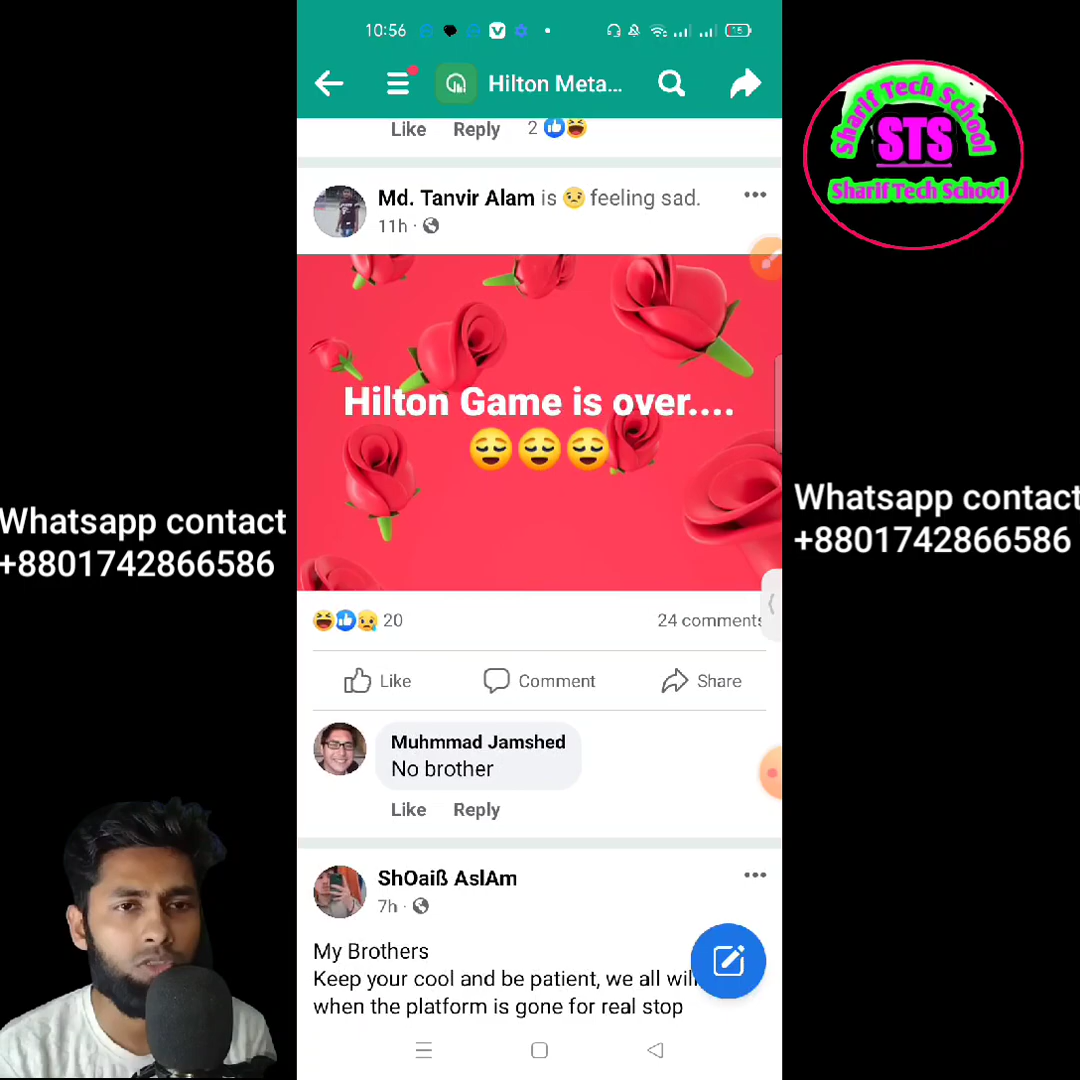 10:56
15
Hilton Meta...
Like Reply 2
Md. Tanvir Alam is 😔 feeling sad.
11h ·
Hilton Game is over....
😌😌😌
20
24 comments
Like Comment Share
Muhmmad Jamshed
No brother
Like Reply
ShOaiß AslAm
7h ·
My Brothers
Keep your cool and be patient, we all will
when the platform is gone for real stop
Sharif Tech School
STS
Sharif Tech School
Whatsapp contact
+8801742866586
Whatsapp contact
+8801742866586